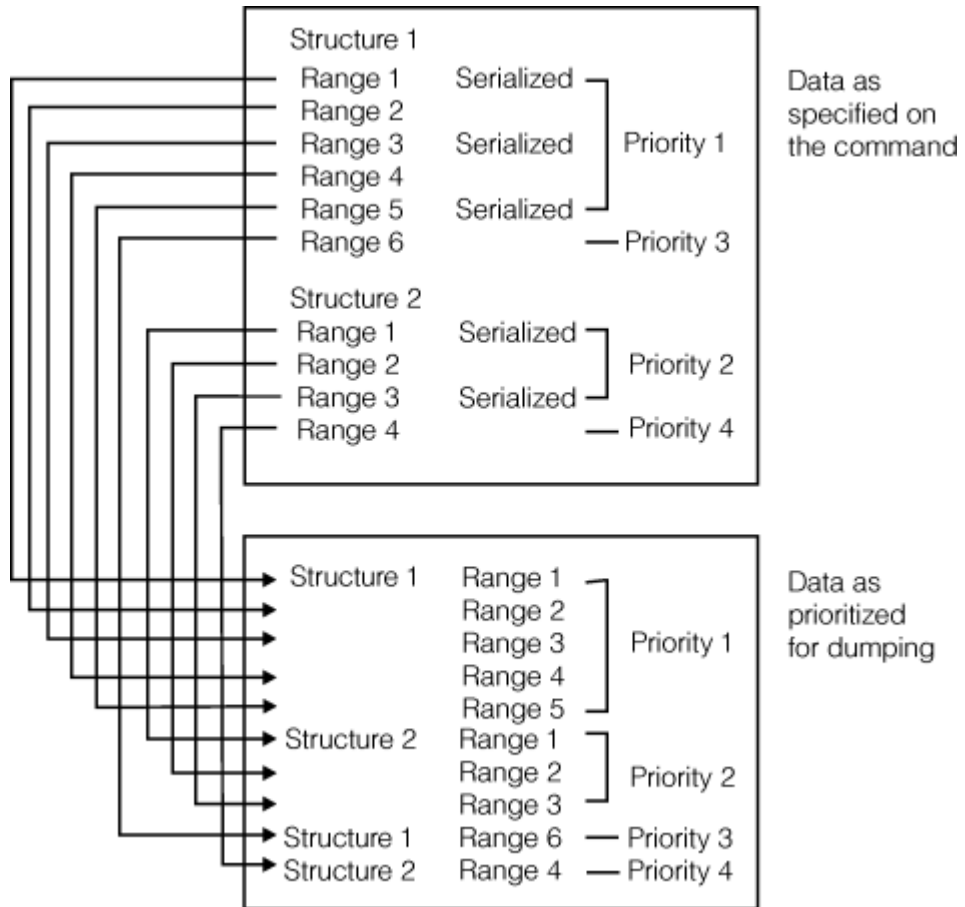 Structure 1
Range 1 Serialized
Range 2
Range 3 Serialized Priority 1
Range 4
Range 5 Serialized
Range 6 Priority 3
Structure 2
Range 1 Serialized
Range 2 Priority 2
Range 3 Serialized
Range 4 Priority 4
Data as
specified on
the command
Structure 1 Range 1
Range 2
Range 3 Priority 1
Range 4
Range 5
Structure 2 Range 1
Range 2 Priority 2
Range 3
Structure 1 Range 6 Priority 3
Structure 2 Range 4 Priority 4
Data as
prioritized
for dumping